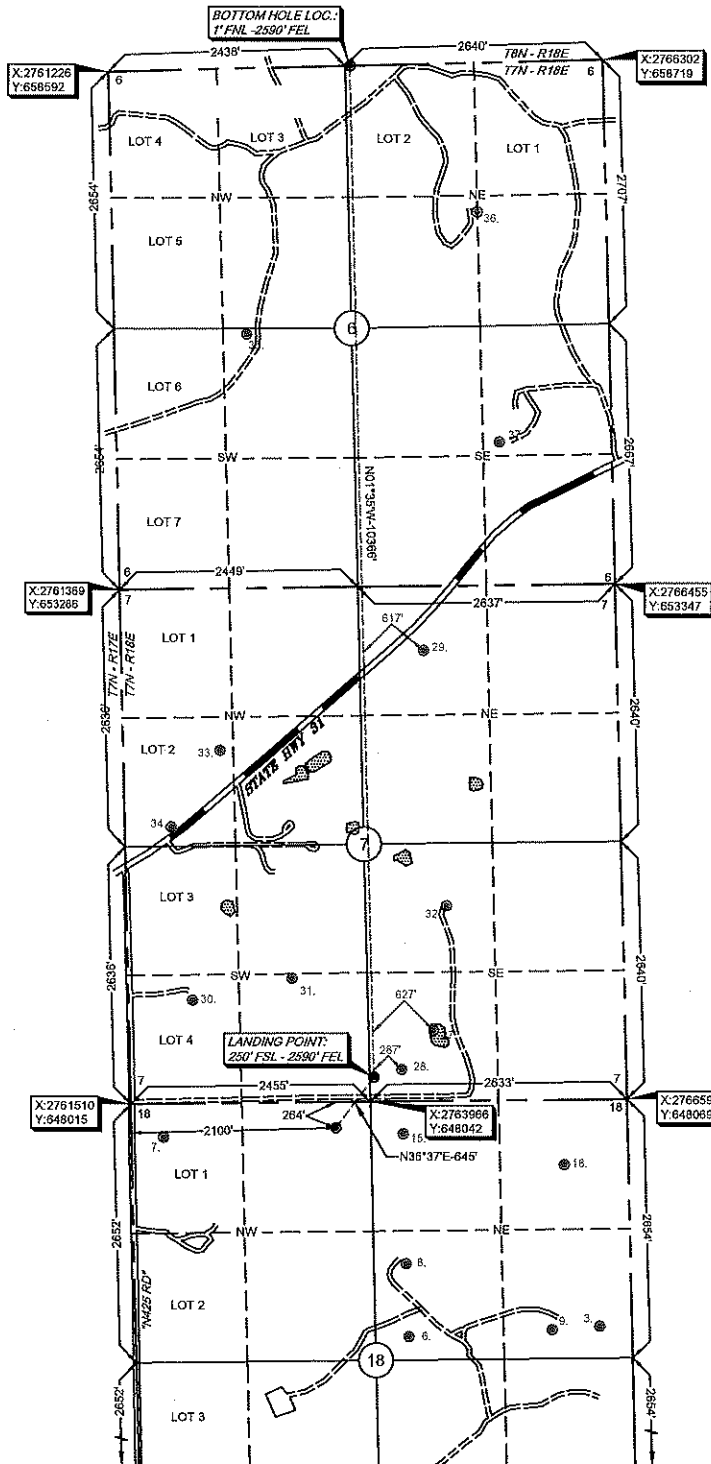 BOTTOM HOLE LOC.:
1' FNL -2590' FEL
2438'
2640'
T8N - R18E
T7N - R18E
X:2761226
Y:658592
X:2766302
Y:658719
6
6
LOT 4
LOT 3
LOT 2
LOT 1
2654'
2707'
NW
NE
36.
LOT 5
6
LOT 6
37.
2654'
2667'
SW
SE
N01°35'W-10366'
LOT 7
6
7
2449'
2637'
6
7
X:2761369
Y:653266
X:2766455
Y:653347
617'
29.
LOT 1
T7N - R17E
T7N - R18E
2636'
2640'
NW
NE
LOT 2
33.
STATE HWY 31
34.
7
LOT 3
32.
2636'
2640'
SW
SE
31.
30.
627'
LOT 4
LANDING POINT:
250' FSL - 2590' FEL
287'
28.
7
18
2455'
2633'
7
18
X:2761510
Y:648015
X:2763966
Y:648042
Y:648069
264'
2100'
7.
15.
N36°37'E-645'
16.
LOT 1
2652'
2654'
NW
NE
8.
"N425 RD"
LOT 2
6.
9.
3.
18
2652'
2654'
LOT 3